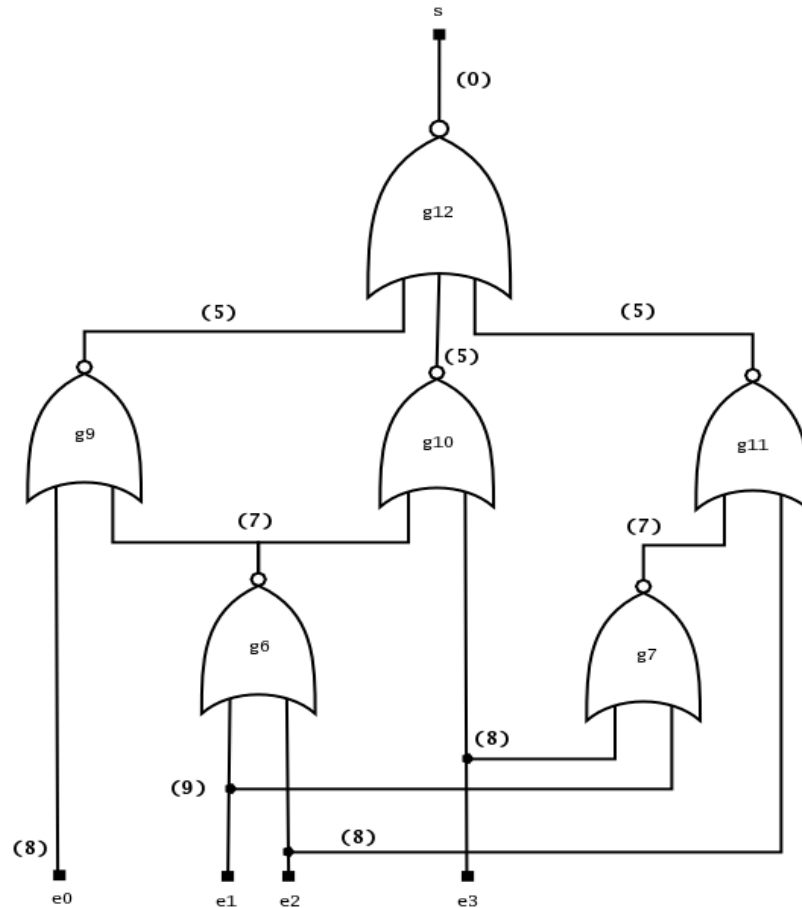 s
(0)
g12
(5)
(5)
(5)
g9
g10
g11
(7)
(7)
g6
g7
(8)
(9)
(8)
(8)
e0
e1
e2
e3